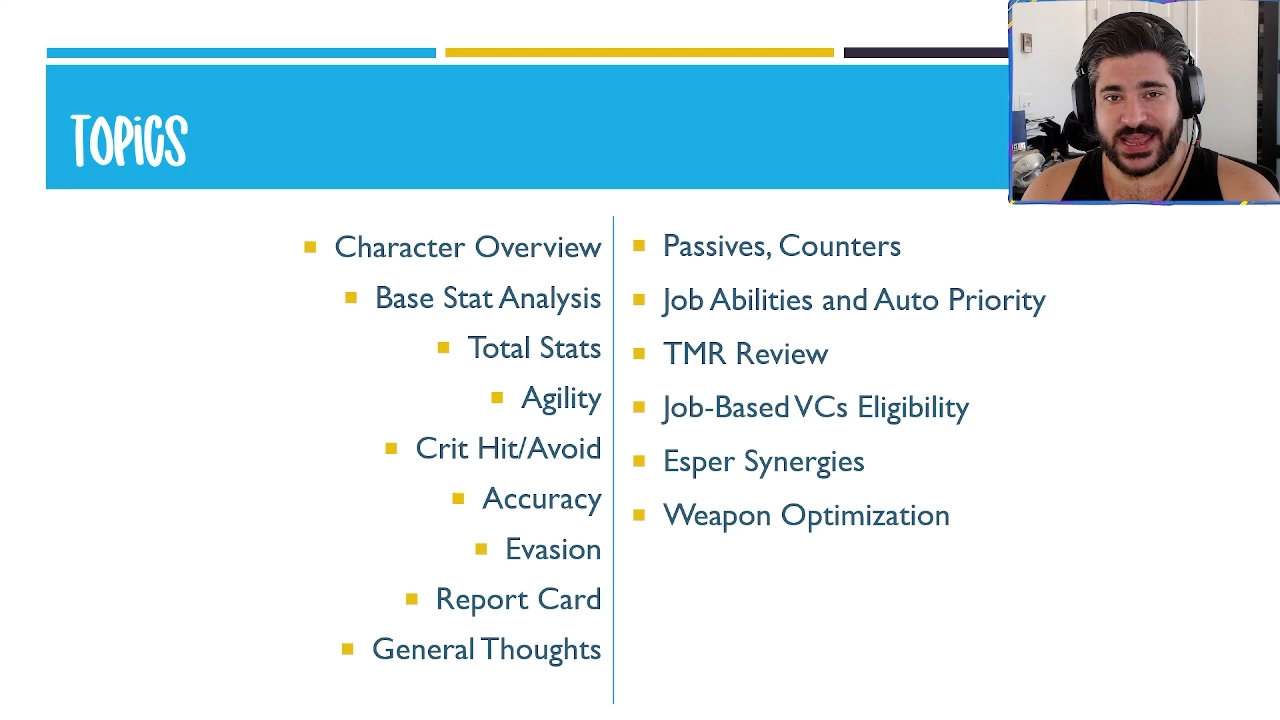 TOPiCS
Character Overview
Base Stat Analysis
Total Stats
Agility
Crit Hit/Avoid
Accuracy
Evasion
Report Card
General Thoughts
Passives, Counters
Job Abilities and Auto Priority
TMR Review
Job-Based VCs Eligibility
Esper Synergies
Weapon Optimization